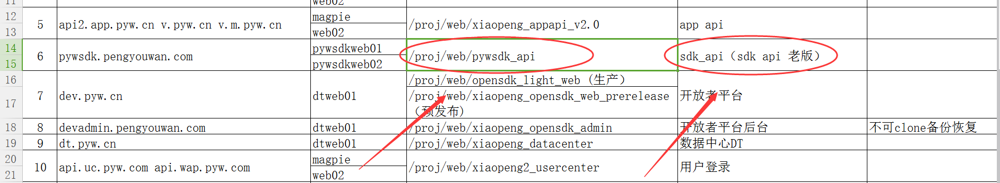 11
web02
12
magpie
5
api2.app.pyw.cn v.pyw.cn v.m.pyw.cn
/proj/web/xiaopeng_appapi_v2.0
app api
13
web02
14
pywsdkweb01
6
pywsdk.pengyouwan.com
/proj/web/pywsdk_api
sdk_api（sdk api 老版）
15
pywsdkweb02
16
/proj/web/opensdk_light_web (生产）
7
dev.pyw.cn
dtweb01
17
/proj/web/xiaopeng_opensdk_web_prerelease
（预发布)
开放者平台
18
8
devadmin.pengyouwan.com
dtweb01
/proj/web/xiaopeng_opensdk_admin
开放者平台后台
不可clone备份恢复
19
9
dt.pyw.cn
dtweb01
/proj/web/xiaopeng_datacenter
数据中心DT
20
magpie
10
api.uc.pyw.com api.wap.pyw.com
/proj/web/xiaopeng2_usercenter
用户登录
21
web02